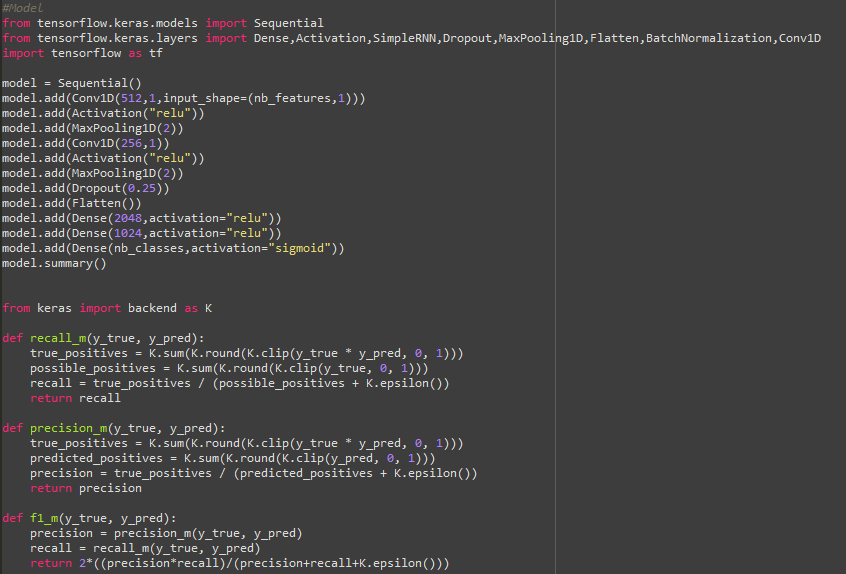 #Model
from tensorflow.keras.models import Sequential
from tensorflow.keras.layers import Dense,Activation,SimpleRNN,Dropout,MaxPooling1D,Flatten,BatchNormalization,Conv1D
import tensorflow as tf
model = Sequential()
model.add(Conv1D(512,1,input_shape=(nb_features,1)))
model.add(Activation("relu"))
model.add(MaxPooling1D(2))
model.add(Conv1D(256,1))
model.add(Activation("relu"))
model.add(MaxPooling1D(2))
model.add(Dropout(0.25))
model.add(Flatten())
model.add(Dense(2048,activation="relu"))
model.add(Dense(1024,activation="relu"))
model.add(Dense(nb_classes,activation="sigmoid"))
model.summary()
from keras import backend as K
def recall_m(y_true, y_pred):
    true_positives = K.sum(K.round(K.clip(y_true * y_pred, 0, 1)))
    possible_positives = K.sum(K.round(K.clip(y_true, 0, 1)))
    recall = true_positives / (possible_positives + K.epsilon())
    return recall
def precision_m(y_true, y_pred):
    true_positives = K.sum(K.round(K.clip(y_true * y_pred, 0, 1)))
    predicted_positives = K.sum(K.round(K.clip(y_pred, 0, 1)))
    precision = true_positives / (predicted_positives + K.epsilon())
    return precision
def f1_m(y_true, y_pred):
    precision = precision_m(y_true, y_pred)
    recall = recall_m(y_true, y_pred)
    return 2*((precision*recall)/(precision+recall+K.epsilon()))